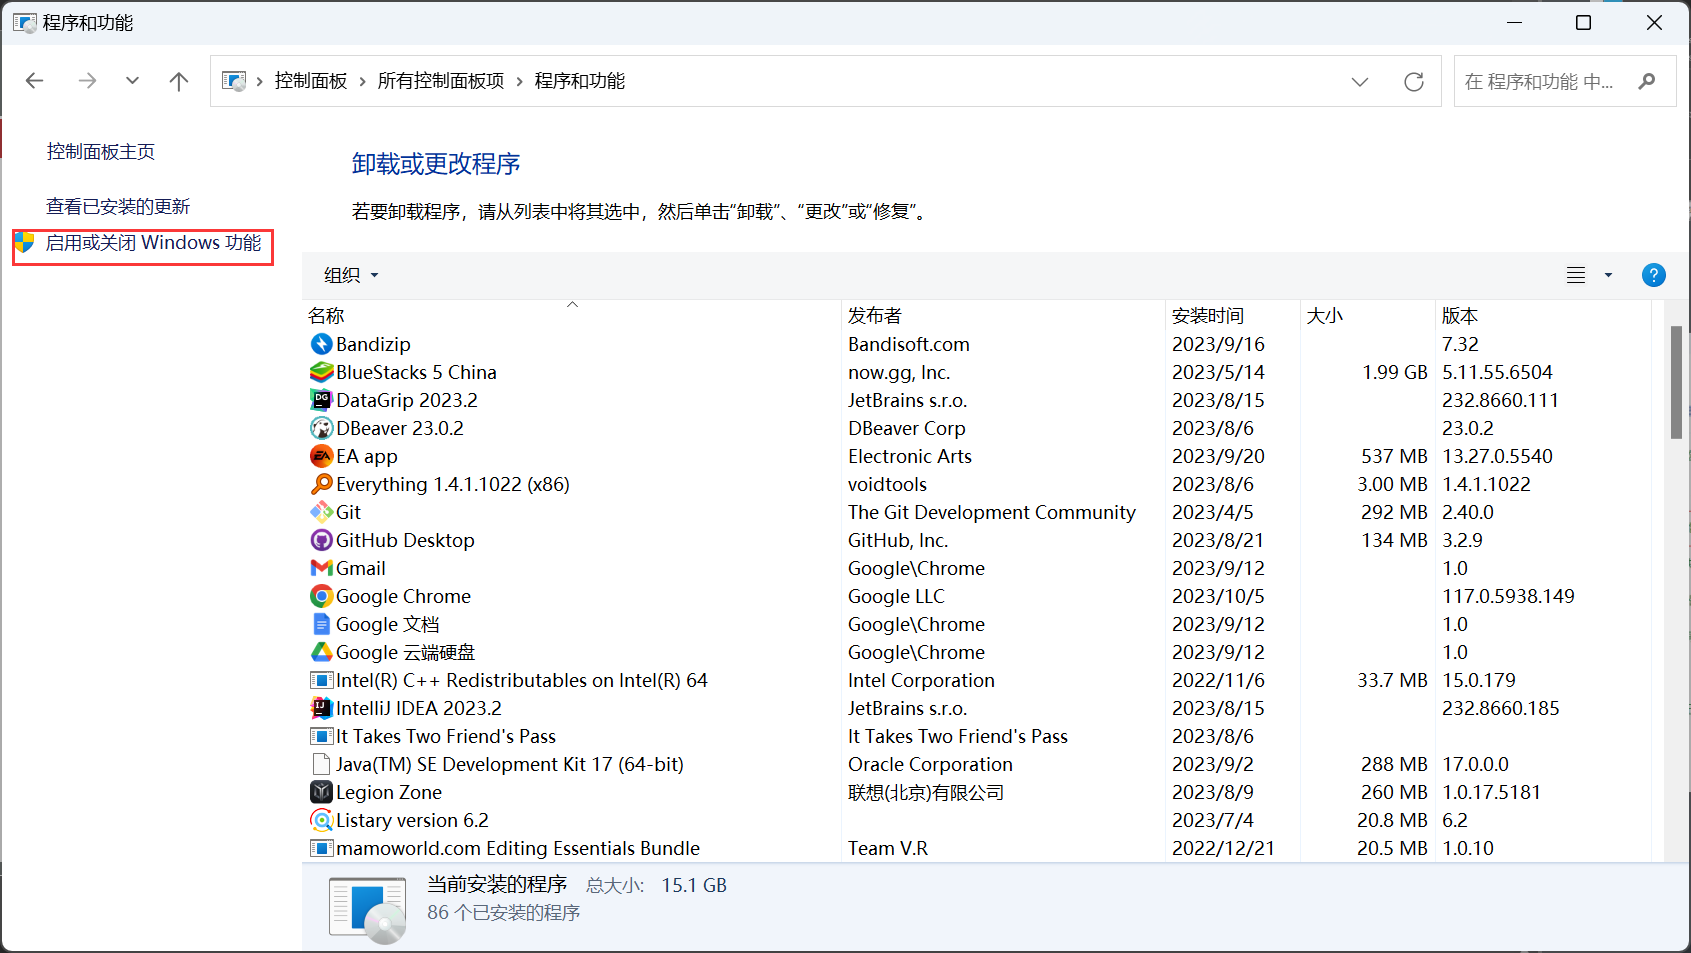 程序和功能
控制面板 › 所有控制面板项 › 程序和功能
在 程序和功能 中...
控制面板主页
查看已安装的更新
启用或关闭 Windows 功能
卸载或更改程序
若要卸载程序，请从列表中将其选中，然后单击“卸载”、“更改”或“修复”。
组织
?
名称 发布者 安装时间 大小 版本
Bandizip Bandisoft.com 2023/9/16 7.32
BlueStacks 5 China now.gg, Inc. 2023/5/14 1.99 GB 5.11.55.6504
DG DataGrip 2023.2 JetBrains s.r.o. 2023/8/15 232.8660.111
DBeaver 23.0.2 DBeaver Corp 2023/8/6 23.0.2
EA EA app Electronic Arts 2023/9/20 537 MB 13.27.0.5540
Everything 1.4.1.1022 (x86) voidtools 2023/8/6 3.00 MB 1.4.1.1022
Git The Git Development Community 2023/4/5 292 MB 2.40.0
GitHub Desktop GitHub, Inc. 2023/8/21 134 MB 3.2.9
Gmail Google\Chrome 2023/9/12 1.0
Google Chrome Google LLC 2023/10/5 117.0.5938.149
Google 文档 Google\Chrome 2023/9/12 1.0
Google 云端硬盘 Google\Chrome 2023/9/12 1.0
Intel(R) C++ Redistributables on Intel(R) 64 Intel Corporation 2022/11/6 33.7 MB 15.0.179
IJ IntelliJ IDEA 2023.2 JetBrains s.r.o. 2023/8/15 232.8660.185
It Takes Two Friend's Pass It Takes Two Friend's Pass 2023/8/6
Java(TM) SE Development Kit 17 (64-bit) Oracle Corporation 2023/9/2 288 MB 17.0.0.0
Legion Zone 联想(北京)有限公司 2023/8/9 260 MB 1.0.17.5181
Listary version 6.2 2023/7/4 20.8 MB 6.2
mamoworld.com Editing Essentials Bundle Team V.R 2022/12/21 20.5 MB 1.0.10
当前安装的程序 总大小: 15.1 GB
86 个已安装的程序